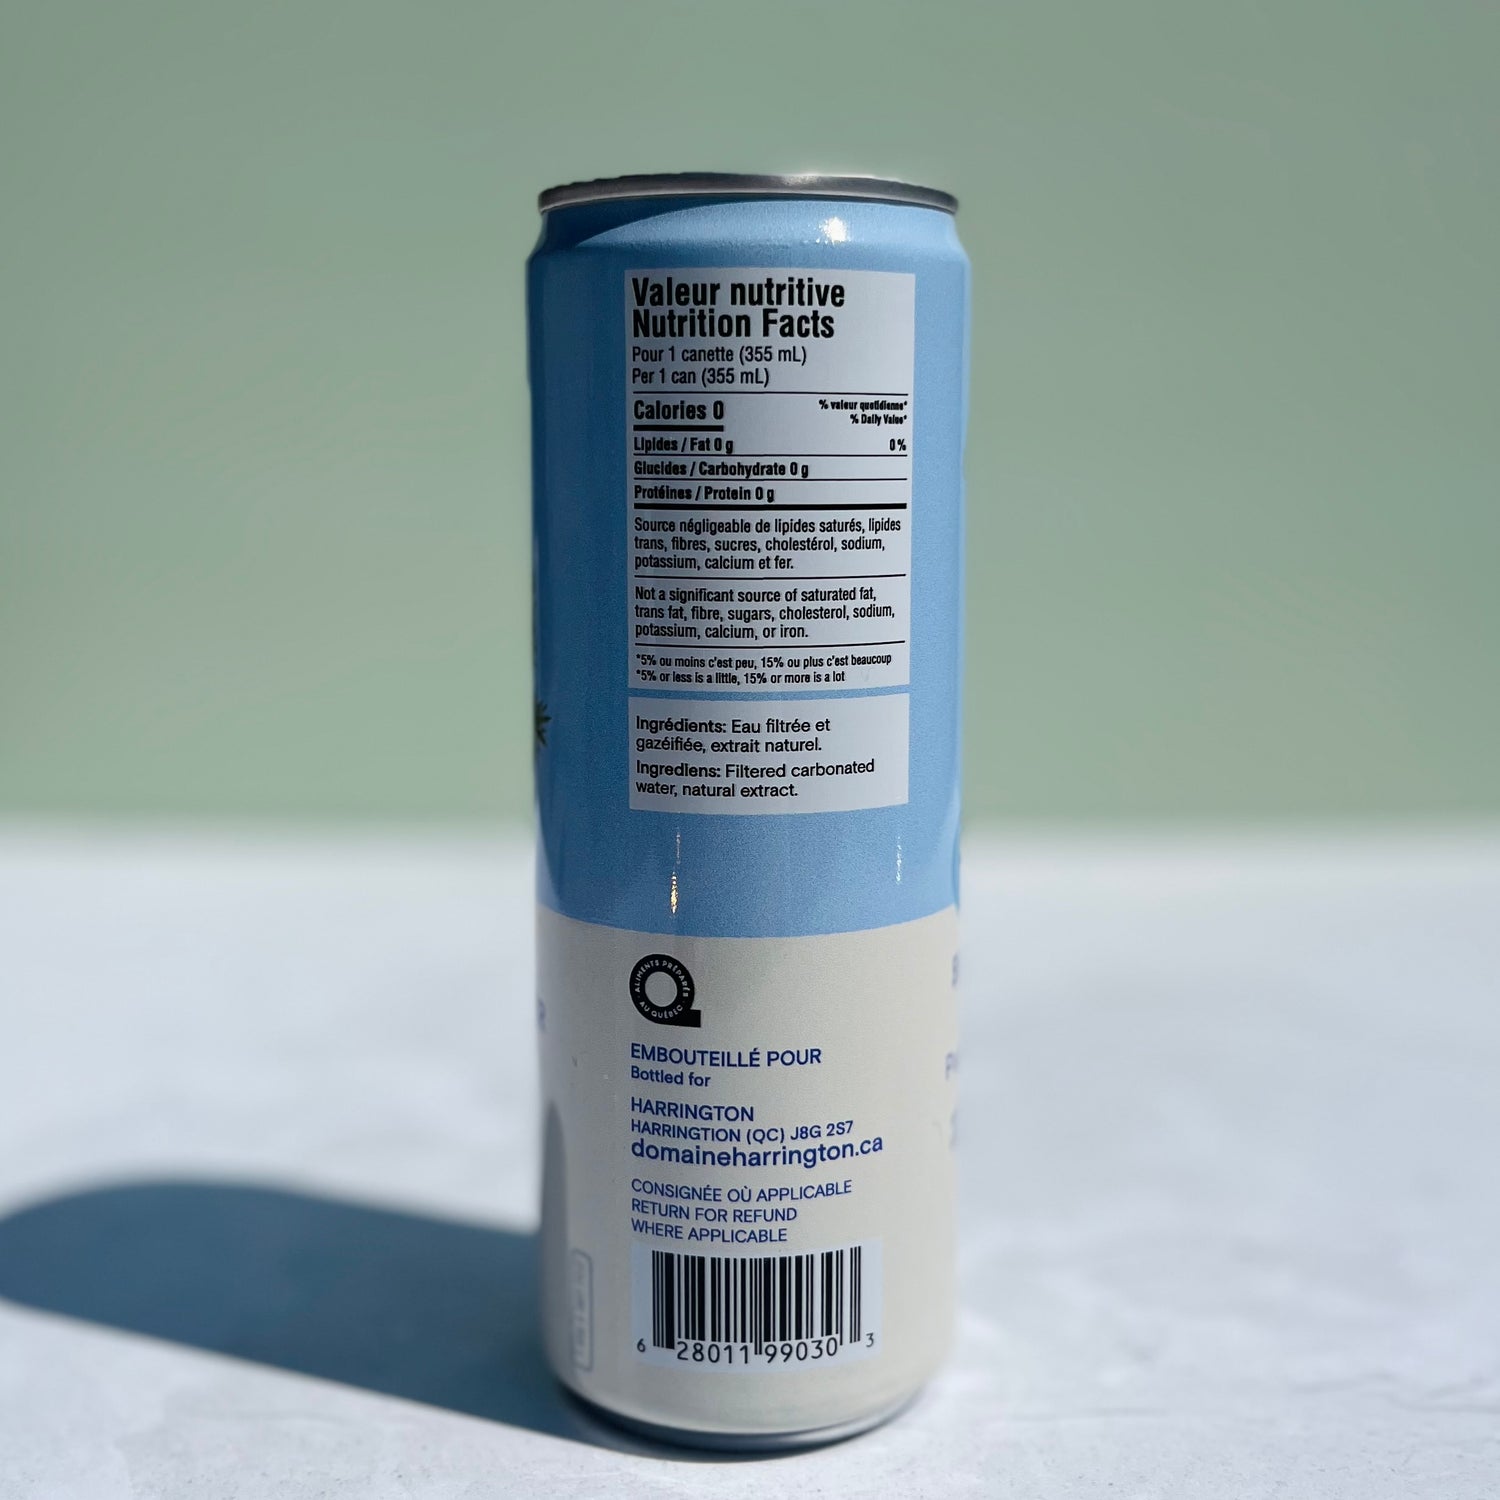 Valeur nutritive
Nutrition Facts
Pour 1 canette (355 mL)
Per 1 can (355 mL)
Calories 0
% valeur quotidienne*
% Daily Value*
Lipides / Fat 0 g 0 %
Glucides / Carbohydrate 0 g
Protéines / Protein 0 g
Source négligeable de lipides saturés, lipides
trans, fibres, sucres, cholestérol, sodium,
potassium, calcium et fer.
Not a significant source of saturated fat,
trans fat, fibre, sugars, cholesterol, sodium,
potassium, calcium, or iron.
*5% ou moins c'est peu, 15% ou plus c'est beaucoup
*5% or less is a little, 15% or more is a lot
Ingrédients: Eau filtrée et
gazéifiée, extrait naturel.
Ingrediens: Filtered carbonated
water, natural extract.
ALIMENTS PRÉPARÉS
AU QUÉBEC
EMBOUTEILLÉ POUR
Bottled for
HARRINGTON
HARRINGTION (QC) J8G 2S7
domaineharrington.ca
CONSIGNÉE OÙ APPLICABLE
RETURN FOR REFUND
WHERE APPLICABLE
6 28011 99030 3